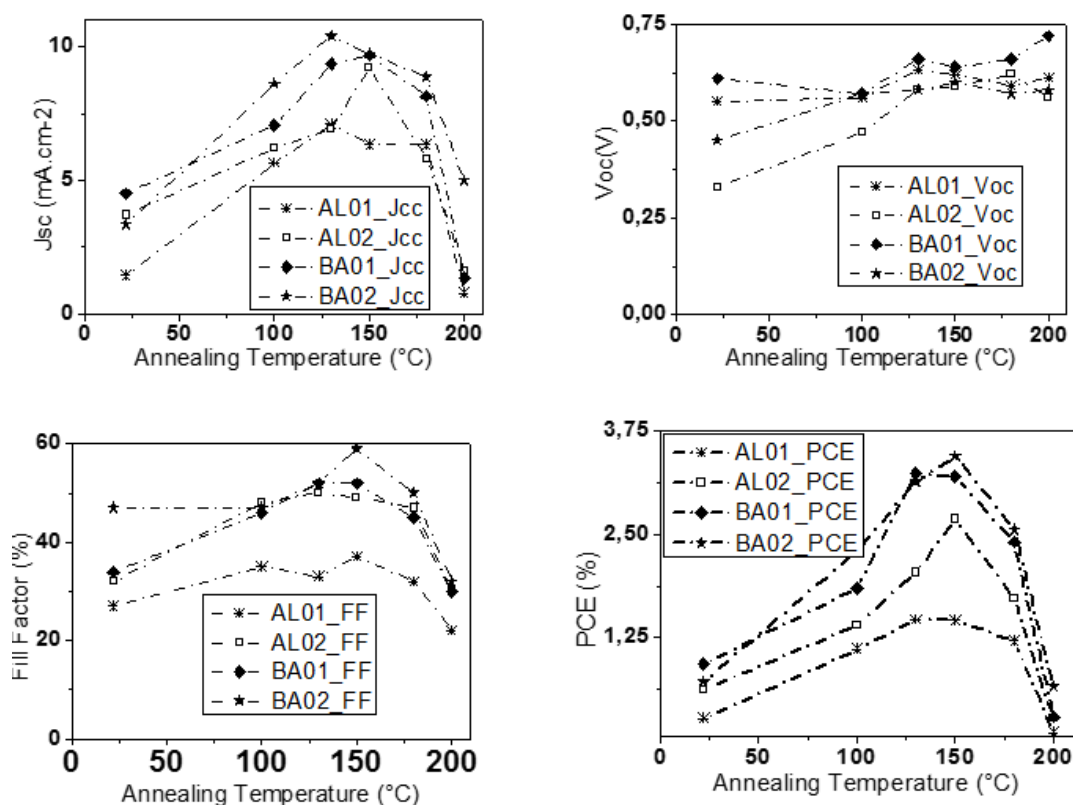 10
5
0
Jsc (mA.cm-2)
AL01_Jcc
AL02_Jcc
BA01_Jcc
BA02_Jcc
0 50 100 150 200
Annealing Temperature (°C)
0,75
0,50
0,25
0,00
Voc(V)
AL01_Voc
AL02_Voc
BA01_Voc
BA02_Voc
0 50 100 150 200
Annealing Temperature (°C)
60
40
20
0
Fill Factor (%)
AL01_FF
AL02_FF
BA01_FF
BA02_FF
0 50 100 150 200
Annealing Temperature (°C)
3,75
2,50
1,25
PCE (%)
AL01_PCE
AL02_PCE
BA01_PCE
BA02_PCE
0 50 100 150 200
Annealing Temperature (°C)